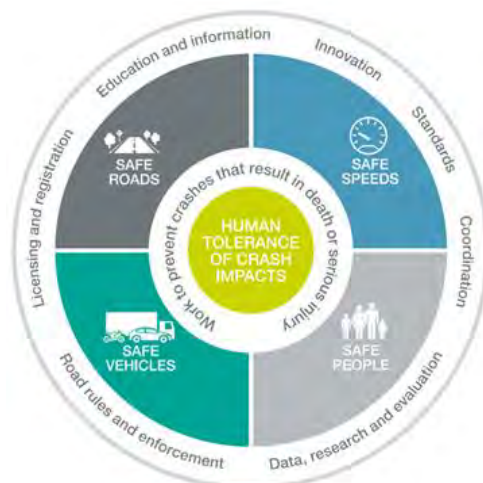 Education and information
Innovation
Standards
Coordination
Data, research and evaluation
Road rules and enforcement
Licensing and registration
SAFE
ROADS
SAFE
SPEEDS
SAFE
VEHICLES
SAFE
PEOPLE
Work to prevent crashes that result in death or serious injury
HUMAN
TOLERANCE
OF CRASH
IMPACTS